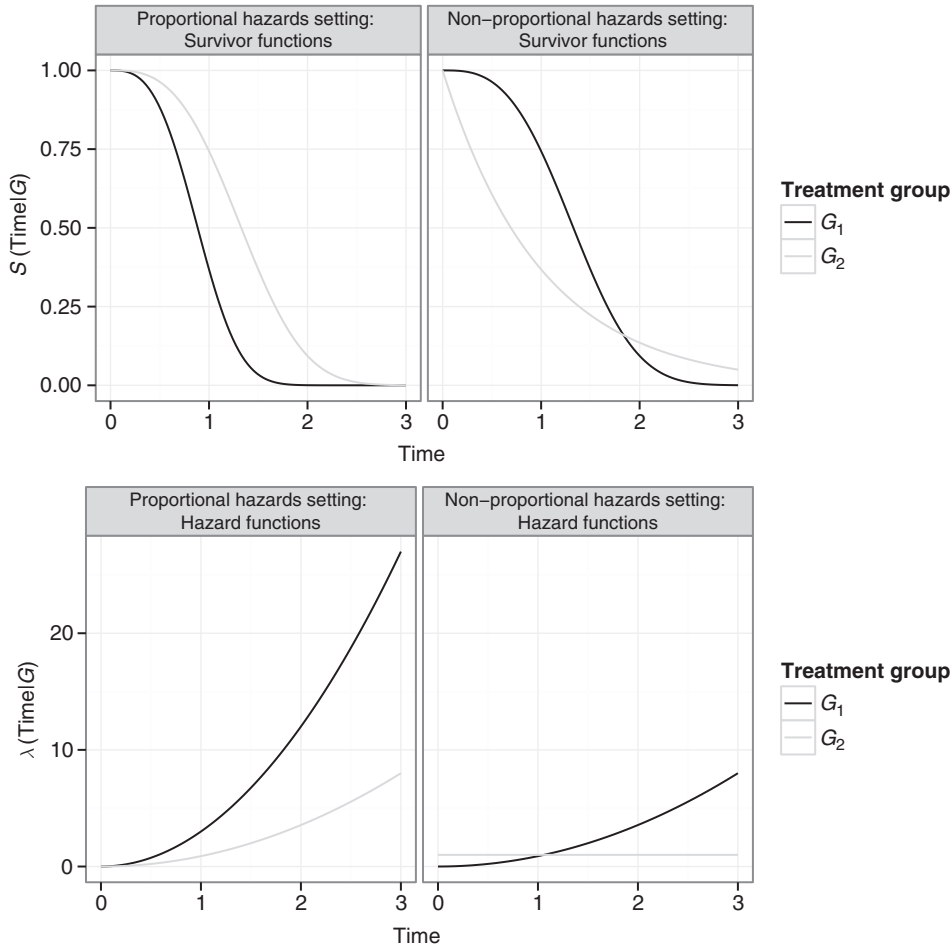 Proportional hazards setting:
Survivor functions
Non−proportional hazards setting:
Survivor functions
S (Time|G)
1.00
0.75
0.50
0.25
0.00
0 1 2 3
0 1 2 3
Time
Treatment group
G1
G2
Proportional hazards setting:
Hazard functions
Non−proportional hazards setting:
Hazard functions
λ (Time|G)
20
10
0
0 1 2 3
0 1 2 3
Time
Treatment group
G1
G2